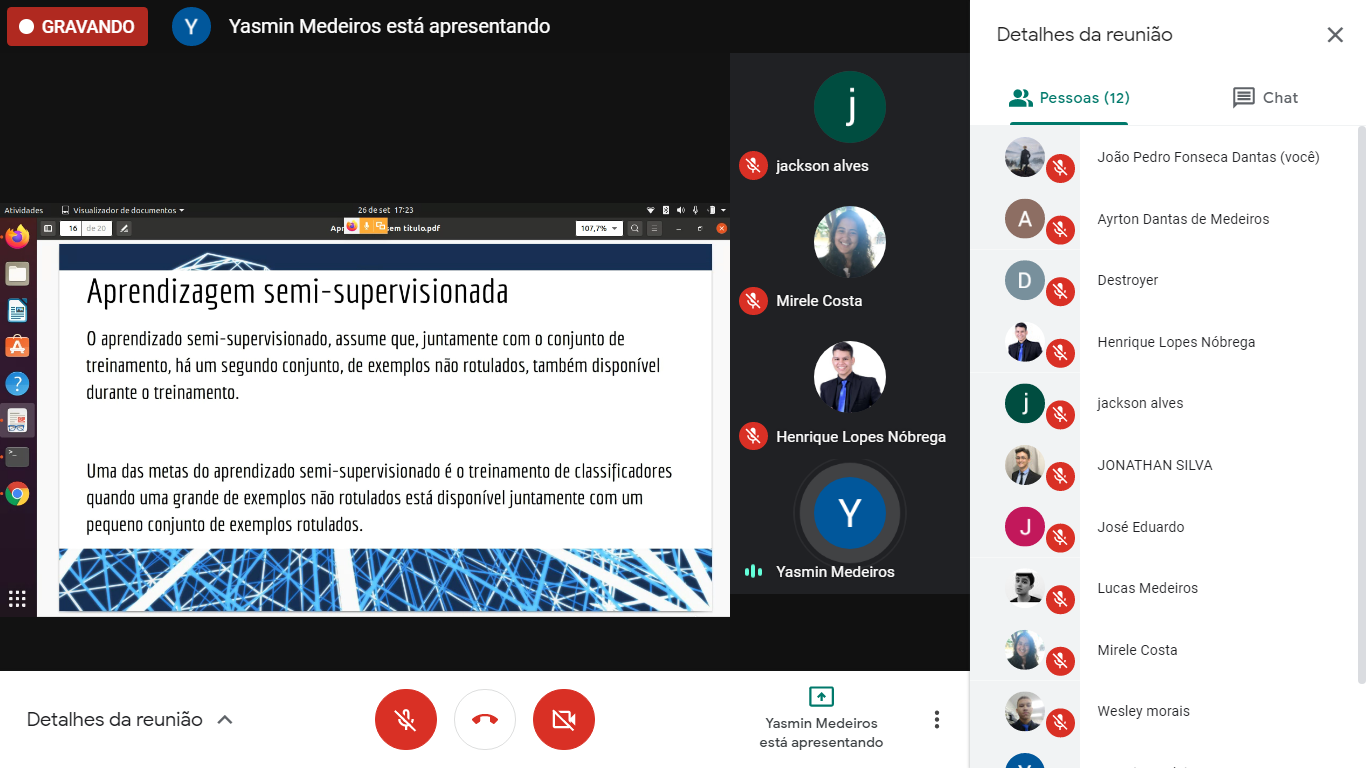 GRAVANDO
Y
Yasmin Medeiros está apresentando
Atividades
Visualizador de documentos
26 de set 17:23
16
de 20
sem título.pdf
107,7%
Aprendizagem semi-supervisionada
O aprendizado semi-supervisionado, assume que, juntamente com o conjunto de
treinamento, há um segundo conjunto, de exemplos não rotulados, também disponível
durante o treinamento.
Uma das metas do aprendizado semi-supervisionado é o treinamento de classificadores
quando uma grande de exemplos não rotulados está disponível juntamente com um
pequeno conjunto de exemplos rotulados.
j
jackson alves
Mirele Costa
Henrique Lopes Nóbrega
Y
Yasmin Medeiros
Detalhes da reunião
Yasmin Medeiros
está apresentando
Detalhes da reunião
Pessoas (12)
Chat
João Pedro Fonseca Dantas (você)
A
Ayrton Dantas de Medeiros
D
Destroyer
Henrique Lopes Nóbrega
j
jackson alves
JONATHAN SILVA
J
José Eduardo
Lucas Medeiros
Mirele Costa
Wesley morais